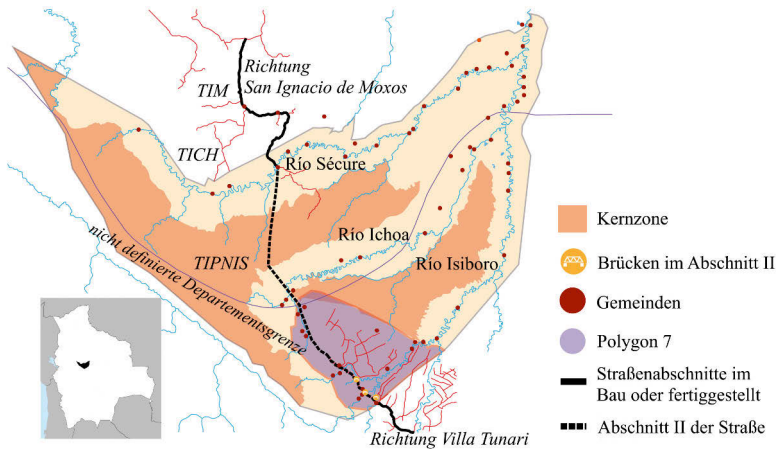 Richtung
San Ignacio de Moxos
TIM
TICH
Río Sécure
Río Ichoa
TIPNIS
Río Isiboro
nicht definierte Departementsgrenze
Richtung Villa Tunari
Kernzone
Brücken im Abschnitt II
Gemeinden
Polygon 7
Straßenabschnitte im
Bau oder fertiggestellt
Abschnitt II der Straße